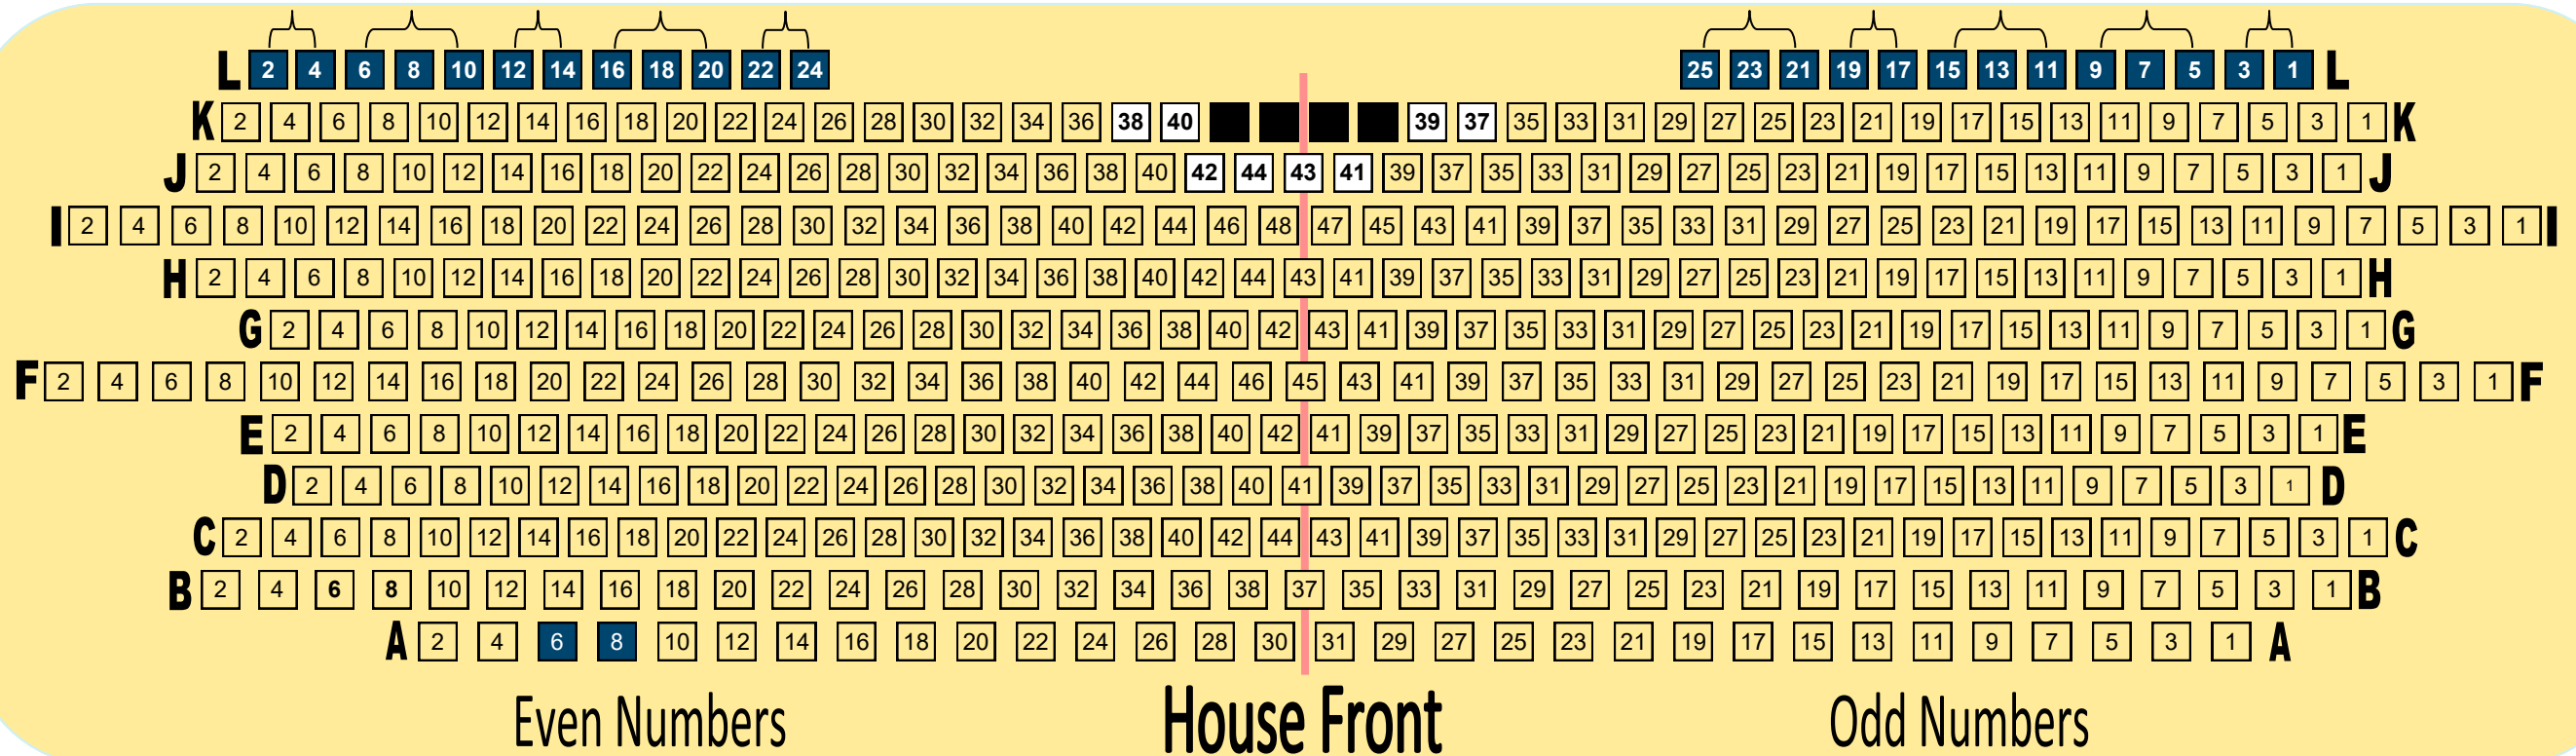 L 2 4 6 8 10 12 14 16 18 20 22 24 25 23 21 19 17 15 13 11 9 7 5 3 1 L
K 2 4 6 8 10 12 14 16 18 20 22 24 26 28 30 32 34 36 38 40 39 37 35 33 31 29 27 25 23 21 19 17 15 13 11 9 7 5 3 1 K
J 2 4 6 8 10 12 14 16 18 20 22 24 26 28 30 32 34 36 38 40 42 44 43 41 39 37 35 33 31 29 27 25 23 21 19 17 15 13 11 9 7 5 3 1 J
I 2 4 6 8 10 12 14 16 18 20 22 24 26 28 30 32 34 36 38 40 42 44 46 48 47 45 43 41 39 37 35 33 31 29 27 25 23 21 19 17 15 13 11 9 7 5 3 1 I
H 2 4 6 8 10 12 14 16 18 20 22 24 26 28 30 32 34 36 38 40 42 44 43 41 39 37 35 33 31 29 27 25 23 21 19 17 15 13 11 9 7 5 3 1 H
G 2 4 6 8 10 12 14 16 18 20 22 24 26 28 30 32 34 36 38 40 42 43 41 39 37 35 33 31 29 27 25 23 21 19 17 15 13 11 9 7 5 3 1 G
F 2 4 6 8 10 12 14 16 18 20 22 24 26 28 30 32 34 36 38 40 42 44 46 45 43 41 39 37 35 33 31 29 27 25 23 21 19 17 15 13 11 9 7 5 3 1 F
E 2 4 6 8 10 12 14 16 18 20 22 24 26 28 30 32 34 36 38 40 42 41 39 37 35 33 31 29 27 25 23 21 19 17 15 13 11 9 7 5 3 1 E
D 2 4 6 8 10 12 14 16 18 20 22 24 26 28 30 32 34 36 38 40 41 39 37 35 33 31 29 27 25 23 21 19 17 15 13 11 9 7 5 3 1 D
C 2 4 6 8 10 12 14 16 18 20 22 24 26 28 30 32 34 36 38 40 42 44 43 41 39 37 35 33 31 29 27 25 23 21 19 17 15 13 11 9 7 5 3 1 C
B 2 4 6 8 10 12 14 16 18 20 22 24 26 28 30 32 34 36 38 37 35 33 31 29 27 25 23 21 19 17 15 13 11 9 7 5 3 1 B
A 2 4 6 8 10 12 14 16 18 20 22 24 26 28 30 31 29 27 25 23 21 19 17 15 13 11 9 7 5 3 1 A
Even Numbers House Front Odd Numbers